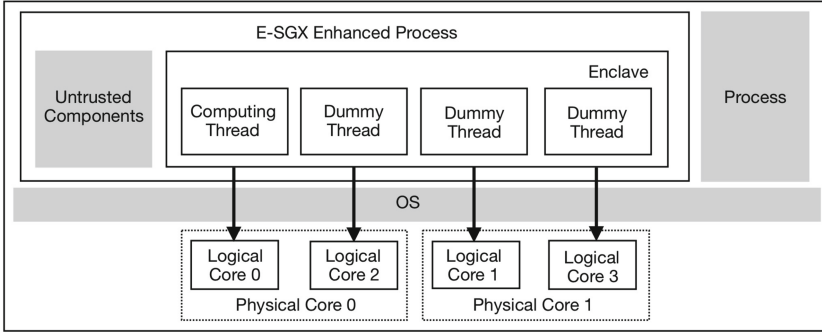 E-SGX Enhanced Process
Enclave
Untrusted
Components
Computing
Thread
Dummy
Thread
Dummy
Thread
Dummy
Thread
Process
OS
Logical
Core 0
Logical
Core 2
Logical
Core 1
Logical
Core 3
Physical Core 0
Physical Core 1